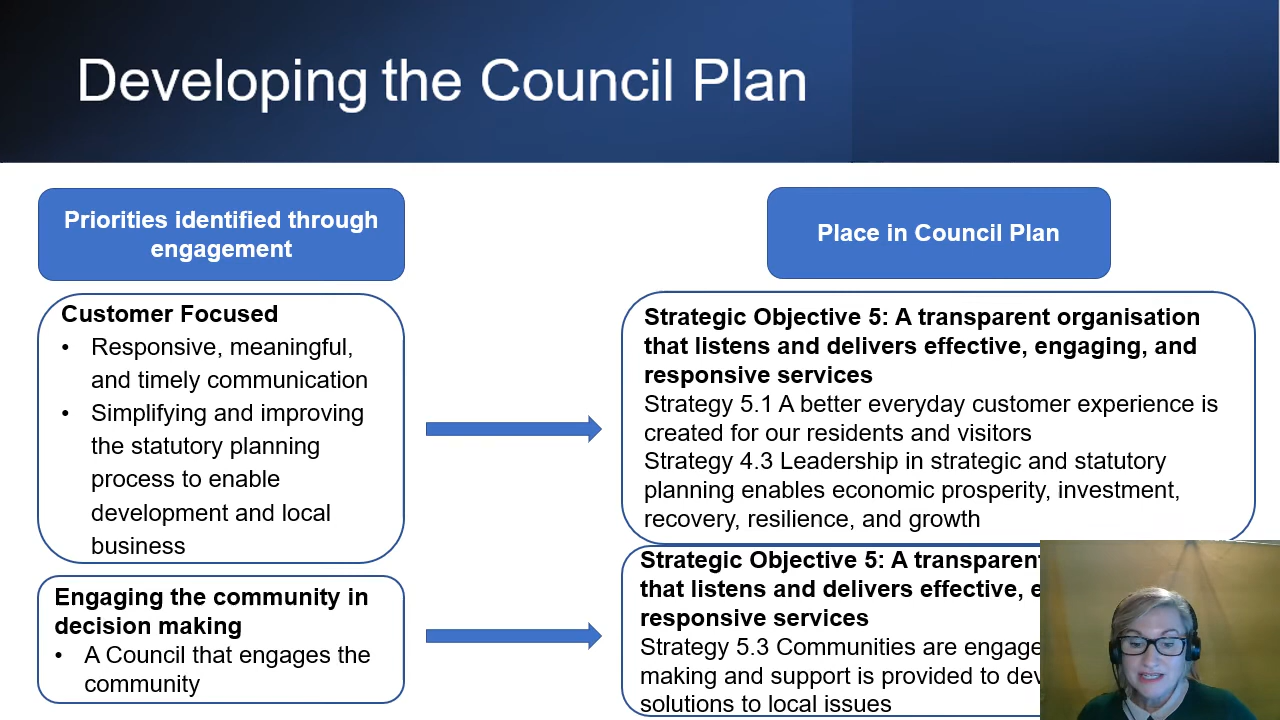 Developing the Council Plan
Priorities identified through
engagement
Place in Council Plan
Customer Focused
• Responsive, meaningful,
and timely communication
• Simplifying and improving
the statutory planning
process to enable
development and local
business
Strategic Objective 5: A transparent organisation
that listens and delivers effective, engaging, and
responsive services
Strategy 5.1 A better everyday customer experience is
created for our residents and visitors
Strategy 4.3 Leadership in strategic and statutory
planning enables economic prosperity, investment,
recovery, resilience, and growth
Engaging the community in
decision making
• A Council that engages the
community
Strategic Objective 5: A transparent
that listens and delivers effective,
responsive services
Strategy 5.3 Communities are
making and support is provided to
solutions to local issues